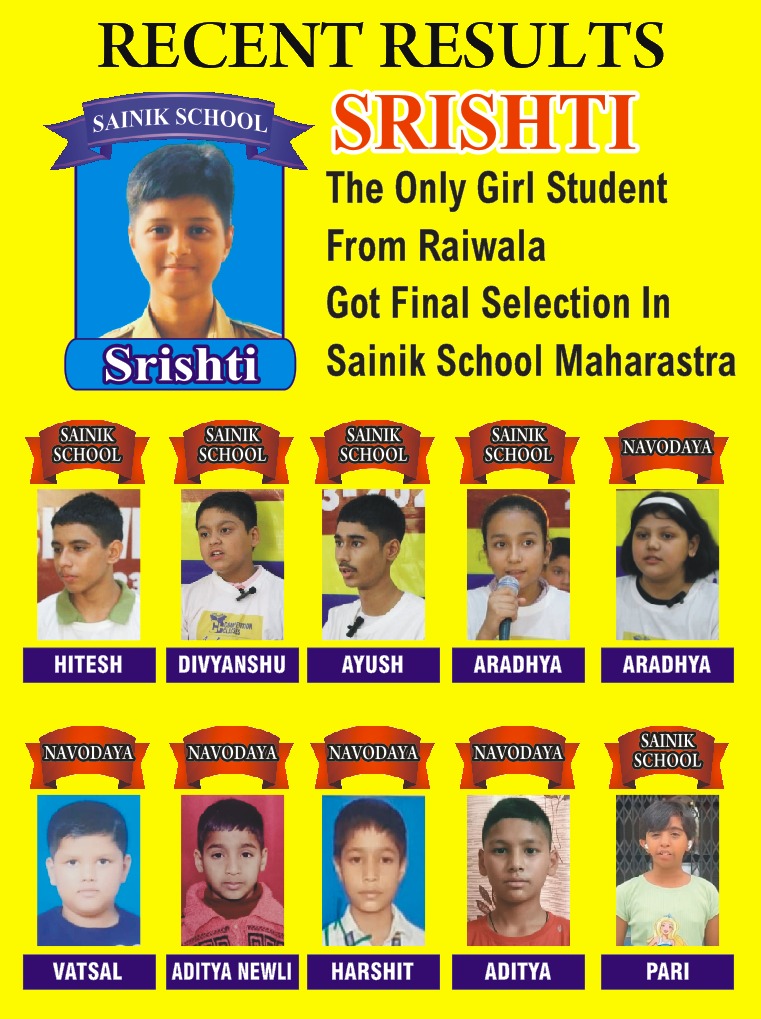 RECENT RESULTS
SAINIK SCHOOL
SRISHTI
The Only Girl Student
From Raiwala
Got Final Selection In
Sainik School Maharastra
Srishti
SAINIK
SCHOOL
SAINIK
SCHOOL
SAINIK
SCHOOL
SAINIK
SCHOOL
NAVODAYA
HITESH
DIVYANSHU
AYUSH
ARADHYA
ARADHYA
NAVODAYA
NAVODAYA
NAVODAYA
NAVODAYA
SAINIK
SCHOOL
VATSAL
ADITYA NEWLI
HARSHIT
ADITYA
PARI